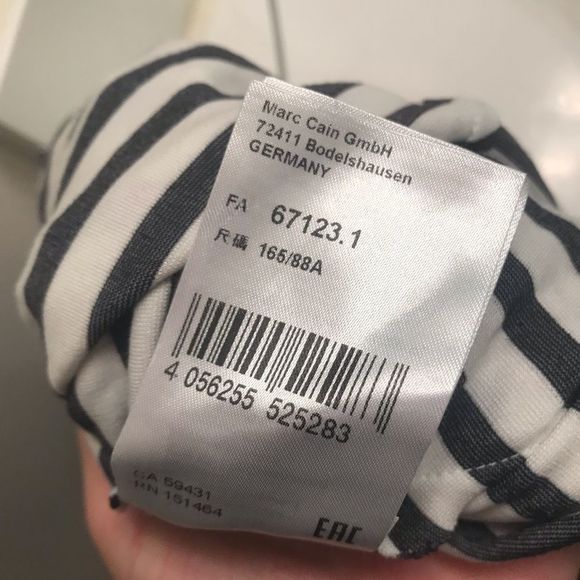 Marc Cain GmbH
72411 Bodelshausen
GERMANY
FA 67123.1
尺碼 165/88A
4 056255 525283
CA 59431
RN 151464
EAC